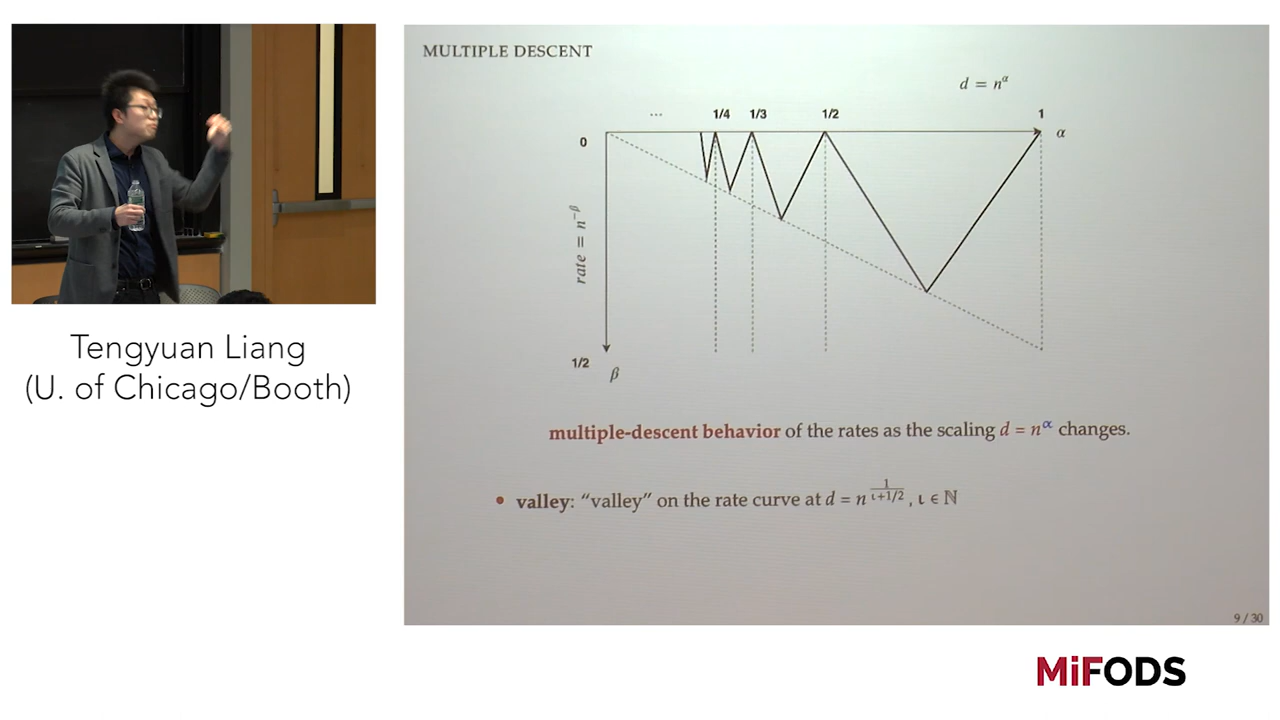 Tengyuan Liang
(U. of Chicago/Booth)
MULTIPLE DESCENT
d = n^α
... 1/4 1/3 1/2 1
α
0
rate = n^−β
1/2
β
multiple-descent behavior of the rates as the scaling d = n^α changes.
• valley: “valley” on the rate curve at d = n^{1/(ι+1/2)}, ι ∈ ℕ
9 / 30
MiFODS